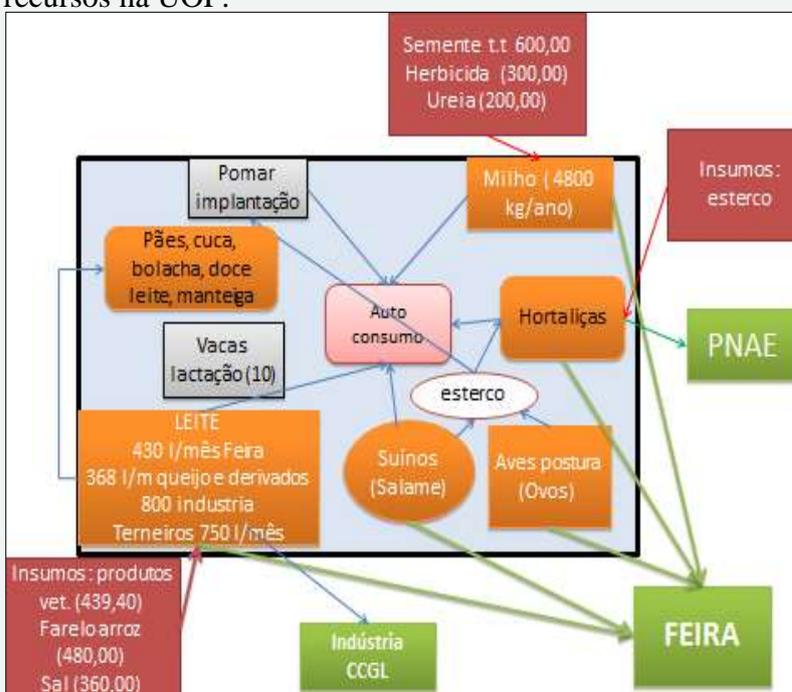 recursos na UOP:
Semente t.t 600,00
Herbicida (300,00)
Ureia (200,00)
Pomar
implantação
Milho ( 4800
kg/ano)
Insumos:
esterco
Pães, cuca,
bolacha, doce
leite, manteiga
Auto
consumo
Hortaliças
PNAE
Vacas
lactação (10)
esterco
LEITE
430 l/mês Feira
368 l/m queijo e derivados
800 industria
Terneiros 750 l/mês
Suínos
(Salame)
Aves postura
(Ovos)
Insumos: produtos
vet. (439,40)
Farelo arroz
(480,00)
Sal (360,00)
Indústria
CCGL
FEIRA